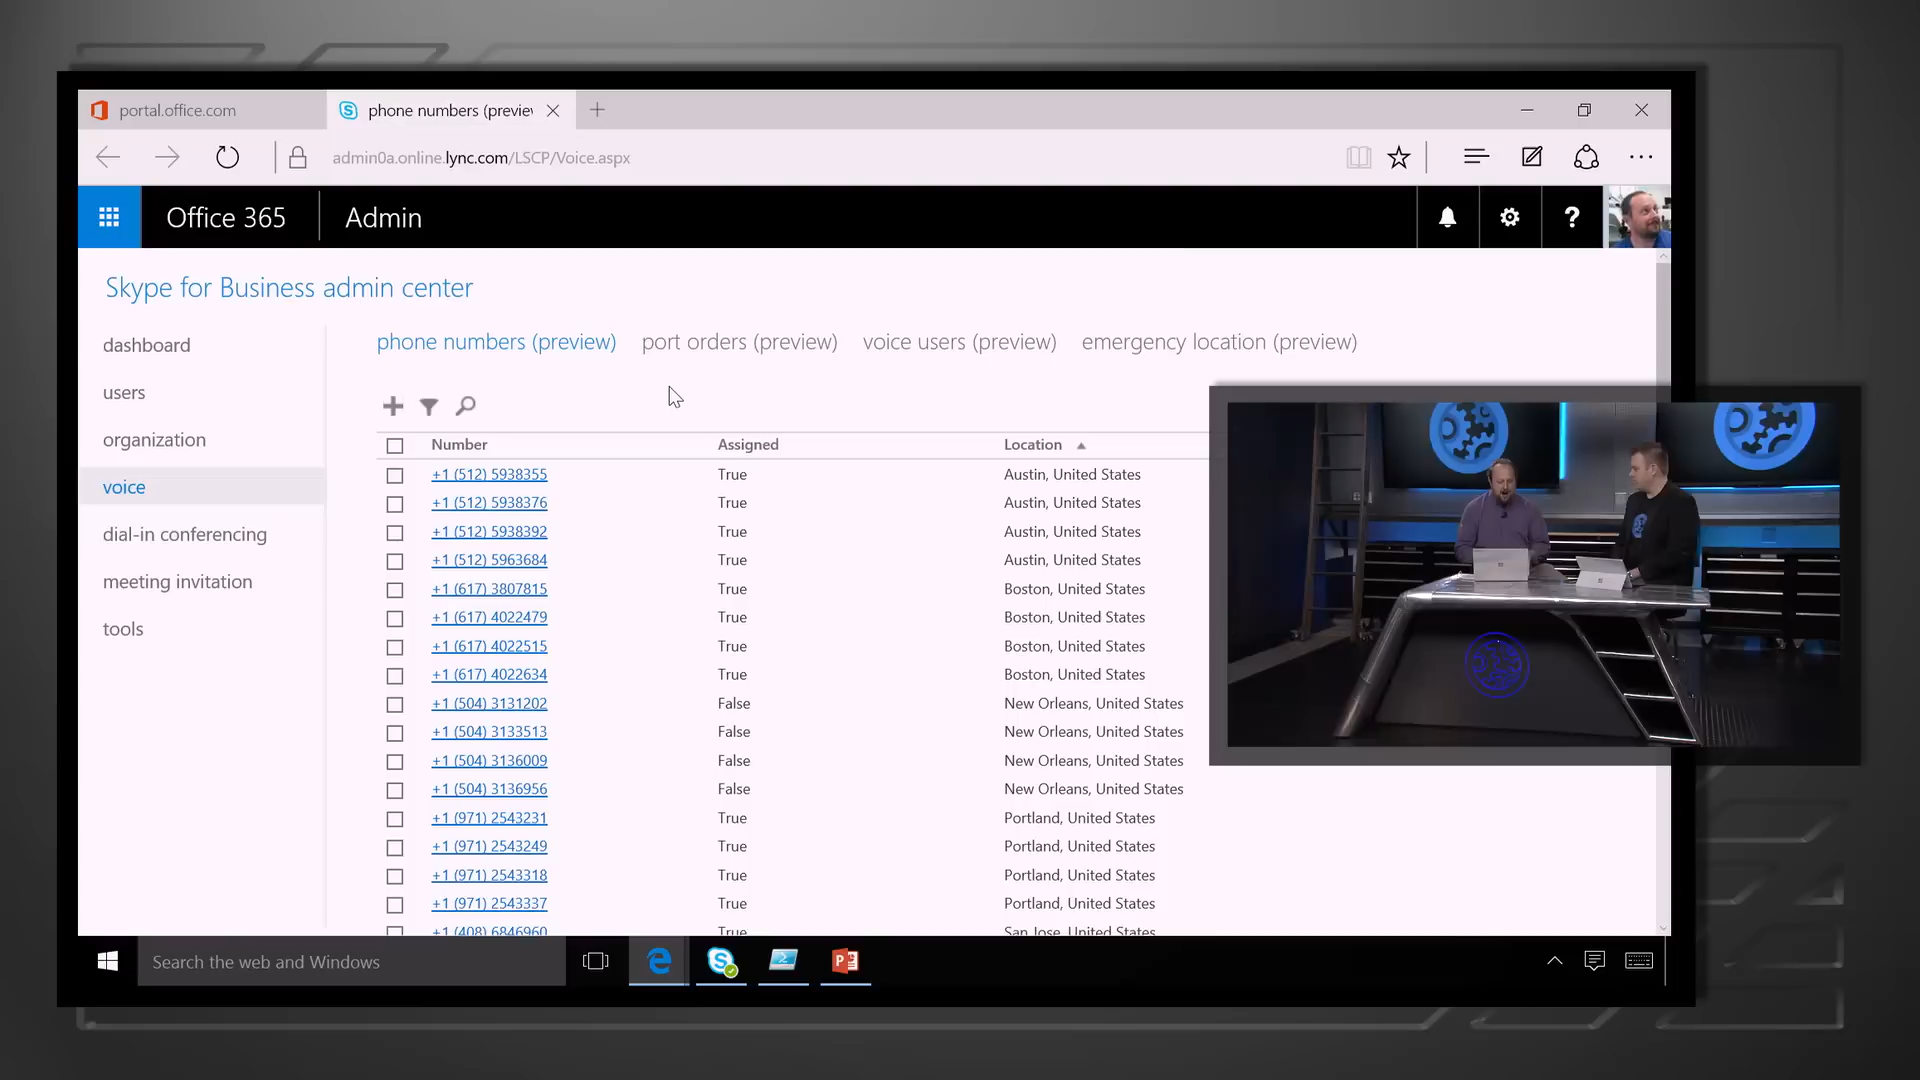 portal.office.com
phone numbers (previe
admin0a.online.lync.com/LSCP/Voice.aspx
Office 365
Admin
?
Skype for Business admin center
dashboard
users
organization
voice
dial-in conferencing
meeting invitation
tools
phone numbers (preview)
port orders (preview)
voice users (preview)
emergency location (preview)
Number Assigned Location
+1 (512) 5938355 True Austin, United States
+1 (512) 5938376 True Austin, United States
+1 (512) 5938392 True Austin, United States
+1 (512) 5963684 True Austin, United States
+1 (617) 3807815 True Boston, United States
+1 (617) 4022479 True Boston, United States
+1 (617) 4022515 True Boston, United States
+1 (617) 4022634 True Boston, United States
+1 (504) 3131202 False New Orleans, United States
+1 (504) 3133513 False New Orleans, United States
+1 (504) 3136009 False New Orleans, United States
+1 (504) 3136956 False New Orleans, United States
+1 (971) 2543231 True Portland, United States
+1 (971) 2543249 True Portland, United States
+1 (971) 2543318 True Portland, United States
+1 (971) 2543337 True Portland, United States
+1 (408) 6846960 True San Jose, United States
Search the web and Windows